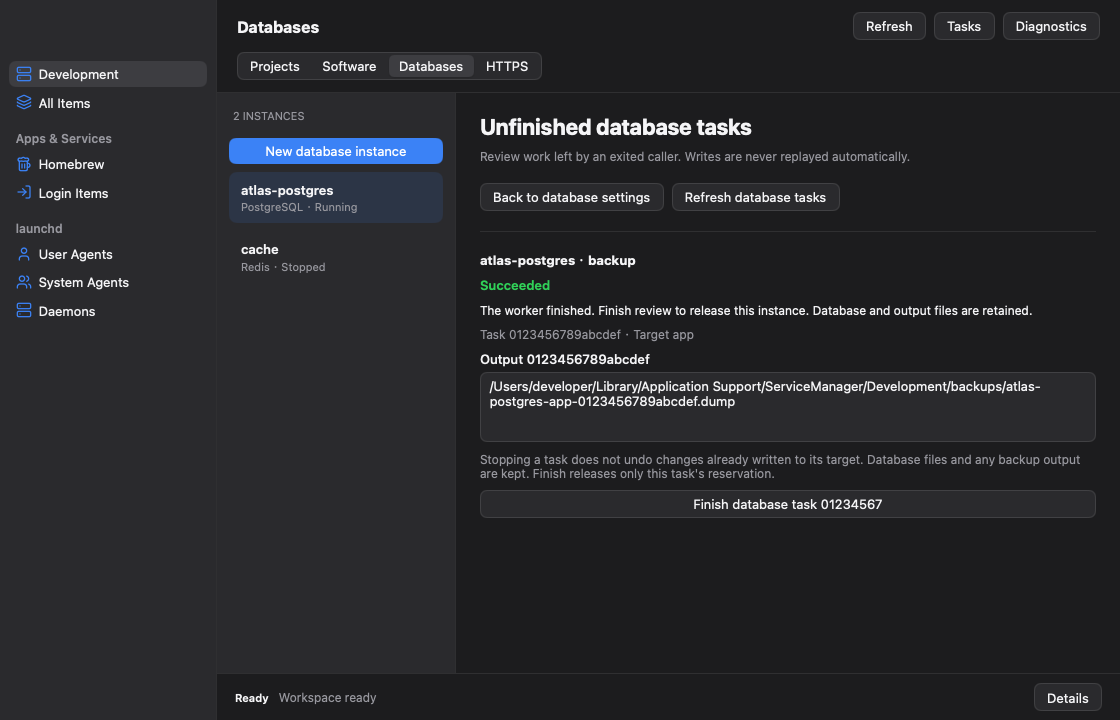 Databases
Refresh
Tasks
Diagnostics
Projects
Software
Databases
HTTPS
Development
All Items
Apps & Services
Homebrew
Login Items
launchd
User Agents
System Agents
Daemons
2 INSTANCES
New database instance
atlas-postgres
PostgreSQL · Running
cache
Redis · Stopped
Unfinished database tasks
Review work left by an exited caller. Writes are never replayed automatically.
Back to database settings
Refresh database tasks
atlas-postgres · backup
Succeeded
The worker finished. Finish review to release this instance. Database and output files are retained.
Task 0123456789abcdef · Target app
Output 0123456789abcdef
/Users/developer/Library/Application Support/ServiceManager/Development/backups/atlas-
postgres-app-0123456789abcdef.dump
Stopping a task does not undo changes already written to its target. Database files and any backup output
are kept. Finish releases only this task's reservation.
Finish database task 01234567
Ready
Workspace ready
Details